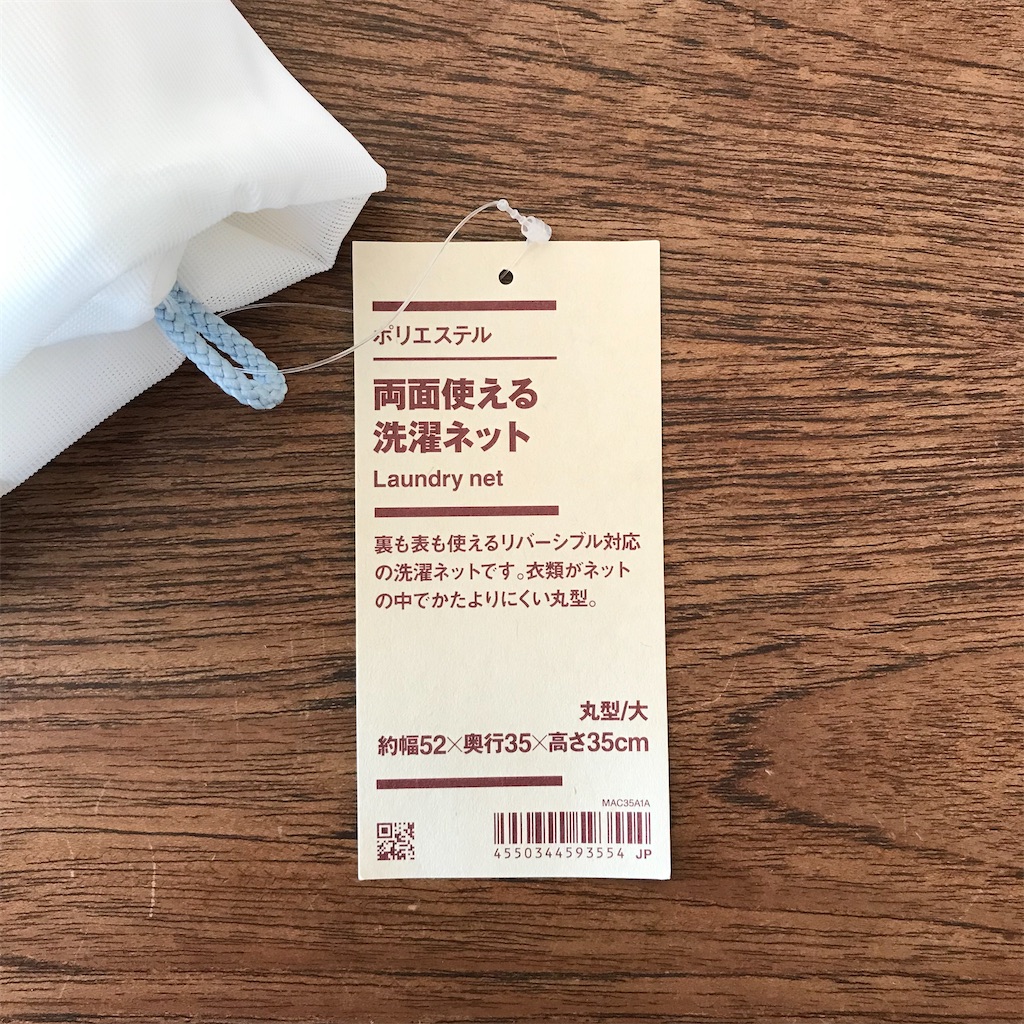 ポリエステル
両面使える
洗濯ネット
Laundry net
裏も表も使えるリバーシブル対応
の洗濯ネットです。衣類がネット
の中でかたよりにくい丸型。
丸型/大
約幅52×奥行35×高さ35cm
MAC35A1A
4550344593554 JP